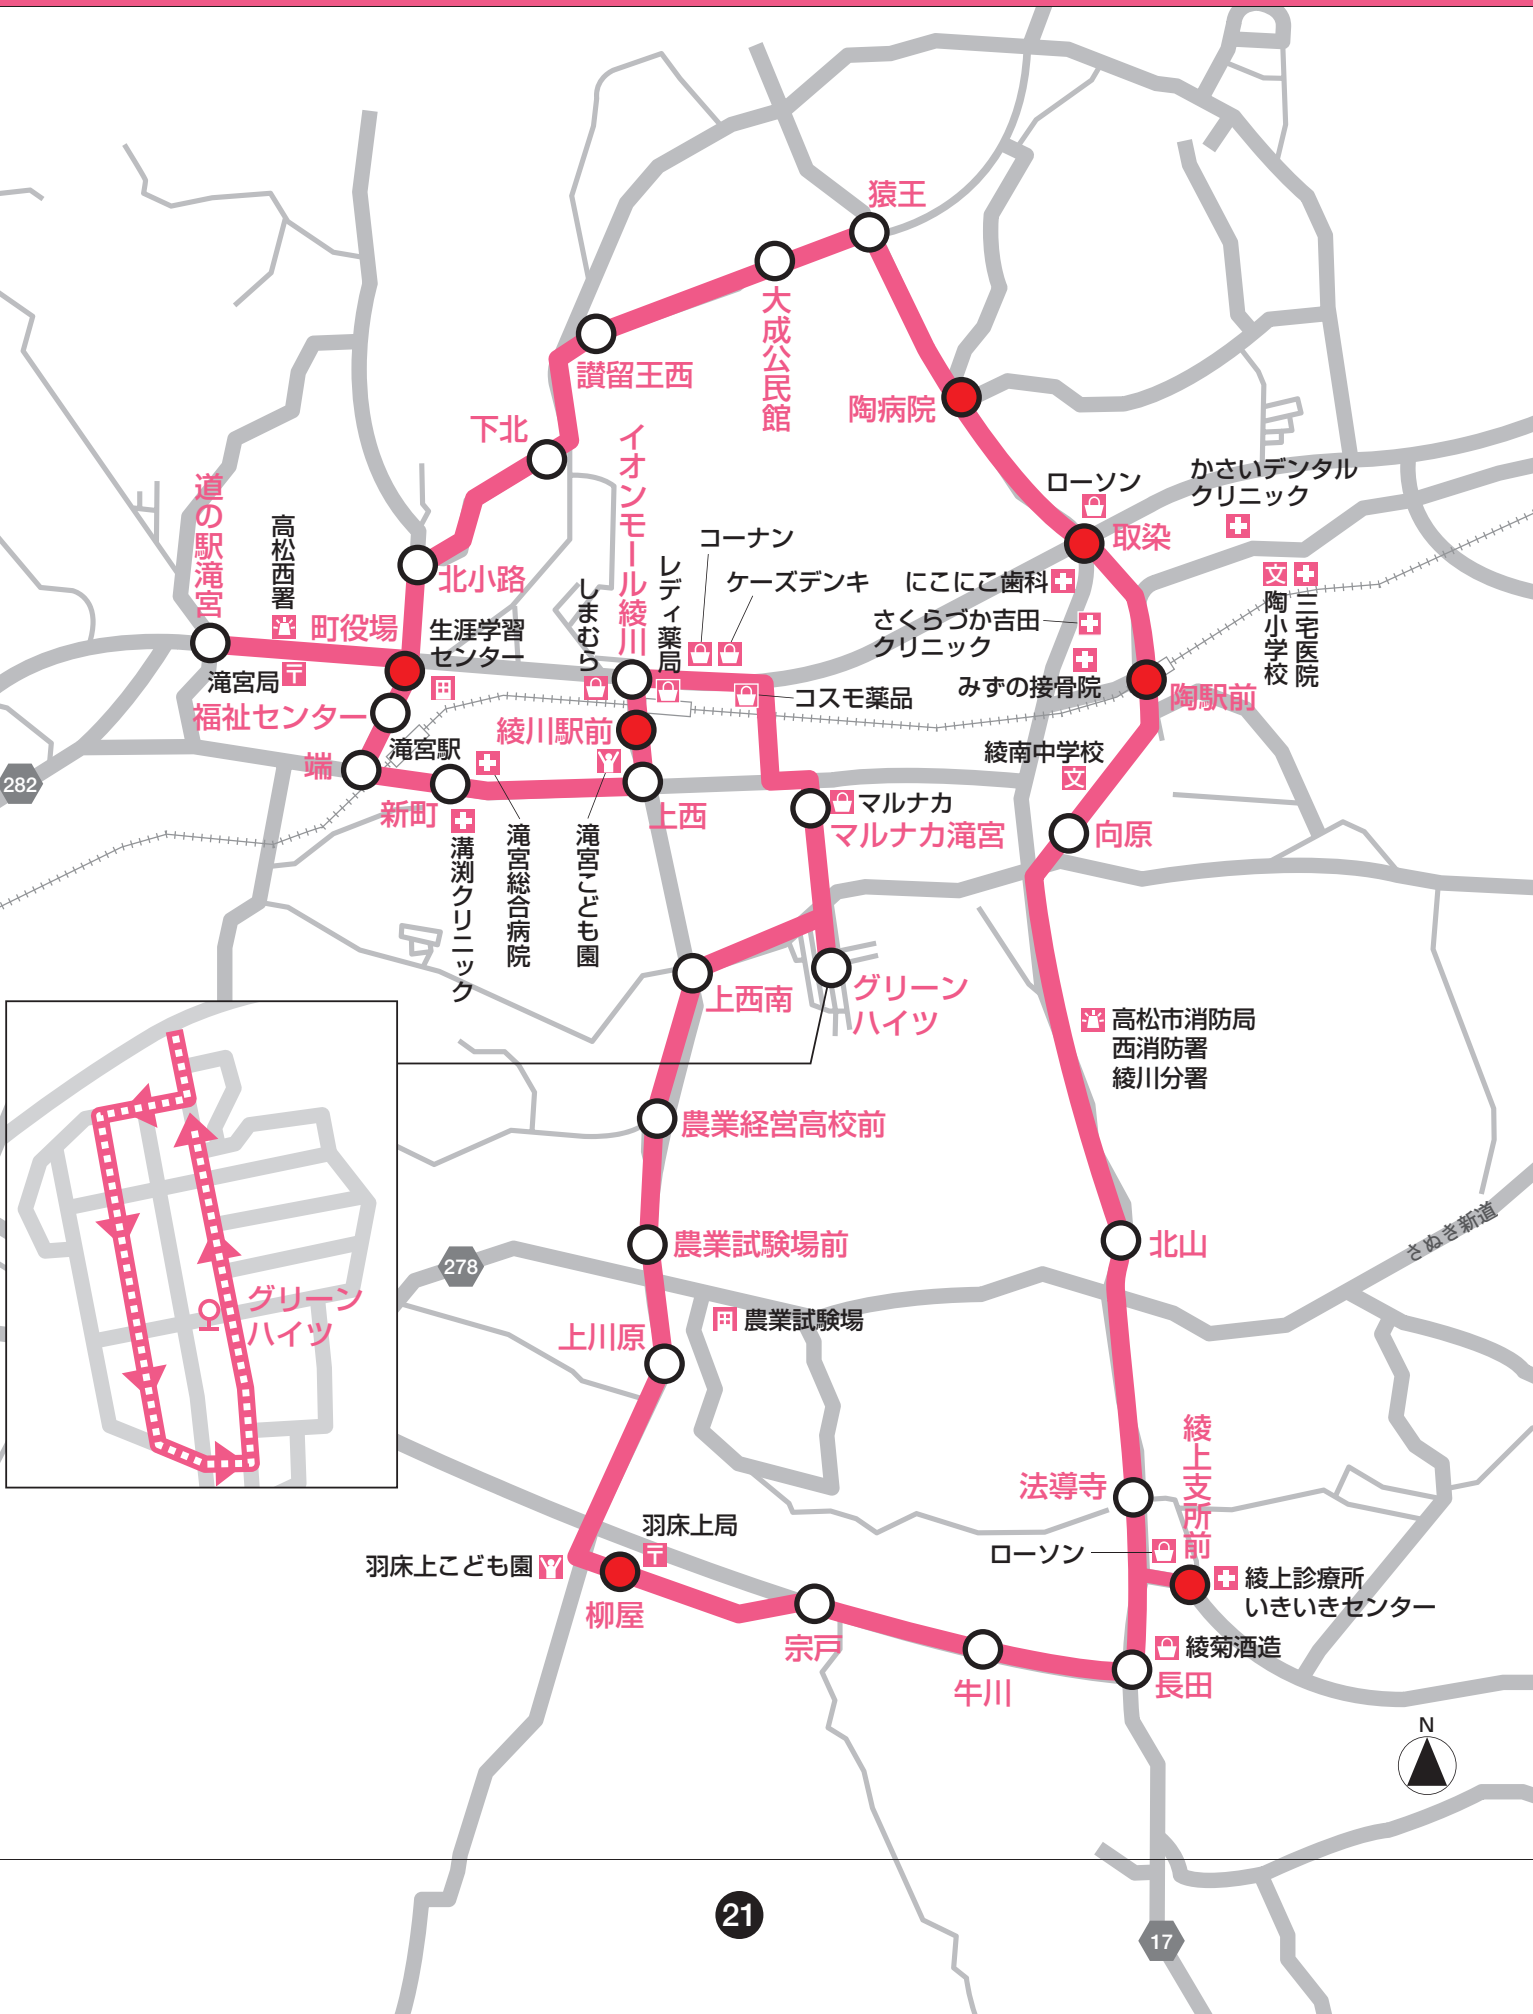 猿王
大成公民館
讃留王西
陶病院
下北
イオンモール綾川
道の駅滝宮
高松西署
町役場
北小路
生涯学習
センター
しまむら
レディ薬局
コーナン
ケーズデンキ
ローソン
かさいデンタル
クリニック
取染
にこにこ歯科
さくらづか吉田
クリニック
みずの接骨院
文
陶小学校
三宅医院
陶駅前
滝宮局
福祉センター
綾川駅前
コスモ薬品
端
滝宮駅
新町
282
上西
マルナカ
マルナカ滝宮
綾南中学校
文
向原
溝渕クリニック
滝宮総合病院
滝宮こども園
上西南
グリーン
ハイツ
高松市消防局
西消防署
綾川分署
農業経営高校前
農業試験場前
北山
さぬき新道
278
グリーン
ハイツ
農業試験場
上川原
法導寺
綾上支所前
羽床上局
羽床上こども園
ローソン
綾上診療所
いきいきセンター
柳屋
宗戸
牛川
綾菊酒造
長田
N
21
17